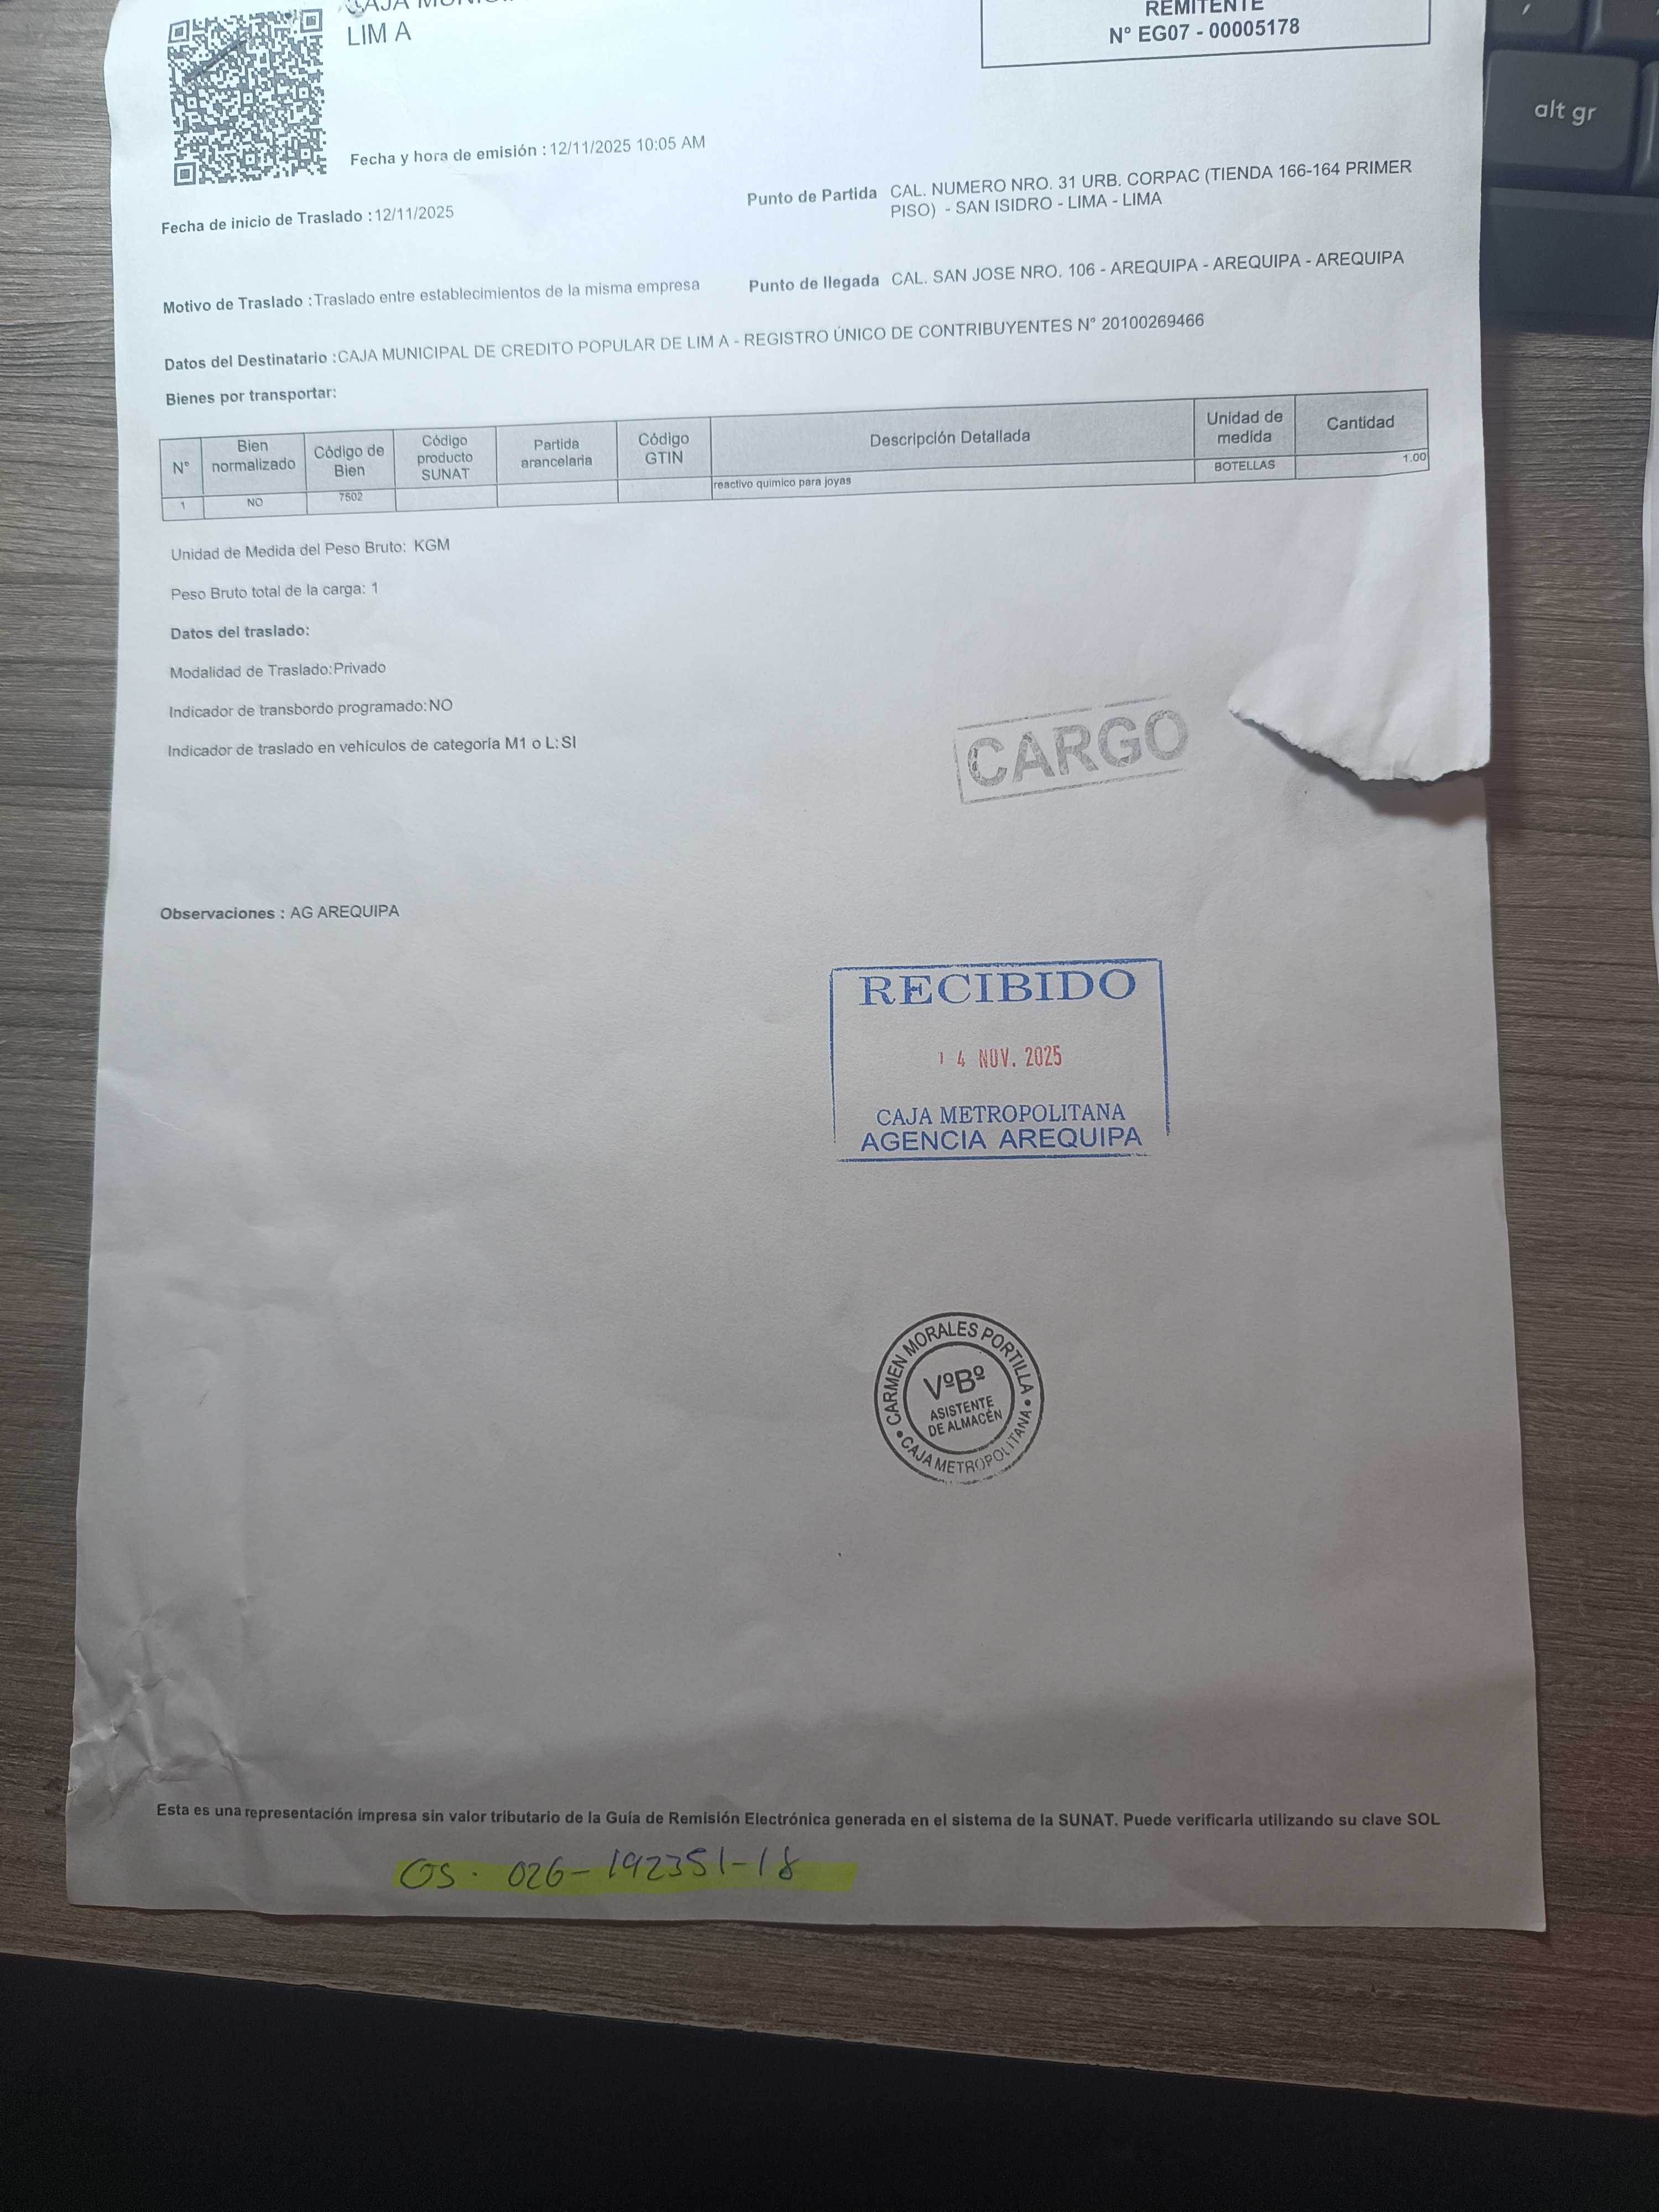 LIM A
REMITENTE
N° EG07 - 00005178
Fecha y hora de emisión : 12/11/2025 10:05 AM
Fecha de inicio de Traslado : 12/11/2025
Punto de Partida CAL. NUMERO NRO. 31 URB. CORPAC (TIENDA 166-164 PRIMER
PISO) - SAN ISIDRO - LIMA - LIMA
Motivo de Traslado : Traslado entre establecimientos de la misma empresa
Punto de llegada CAL. SAN JOSE NRO. 106 - AREQUIPA - AREQUIPA - AREQUIPA
Datos del Destinatario : CAJA MUNICIPAL DE CREDITO POPULAR DE LIM A - REGISTRO ÚNICO DE CONTRIBUYENTES N° 20100269466
Bienes por transportar:
N° Bien normalizado Código de Bien Código producto SUNAT Partida arancelaria Código GTIN Descripción Detallada Unidad de medida Cantidad
1 NO 7502 reactivo quimico para joyas BOTELLAS 1.00
Unidad de Medida del Peso Bruto: KGM
Peso Bruto total de la carga: 1
Datos del traslado:
Modalidad de Traslado: Privado
Indicador de transbordo programado: NO
Indicador de traslado en vehículos de categoría M1 o L: SI
CARGO
Observaciones : AG AREQUIPA
RECIBIDO
14 NOV. 2025
CAJA METROPOLITANA
AGENCIA AREQUIPA
CARMEN MORALES PORTILLA
VºBº
ASISTENTE
DE ALMACÉN
CAJA METROPOLITANA
Esta es una representación impresa sin valor tributario de la Guía de Remisión Electrónica generada en el sistema de la SUNAT. Puede verificarla utilizando su clave SOL
OS. 026-192351-18
alt gr